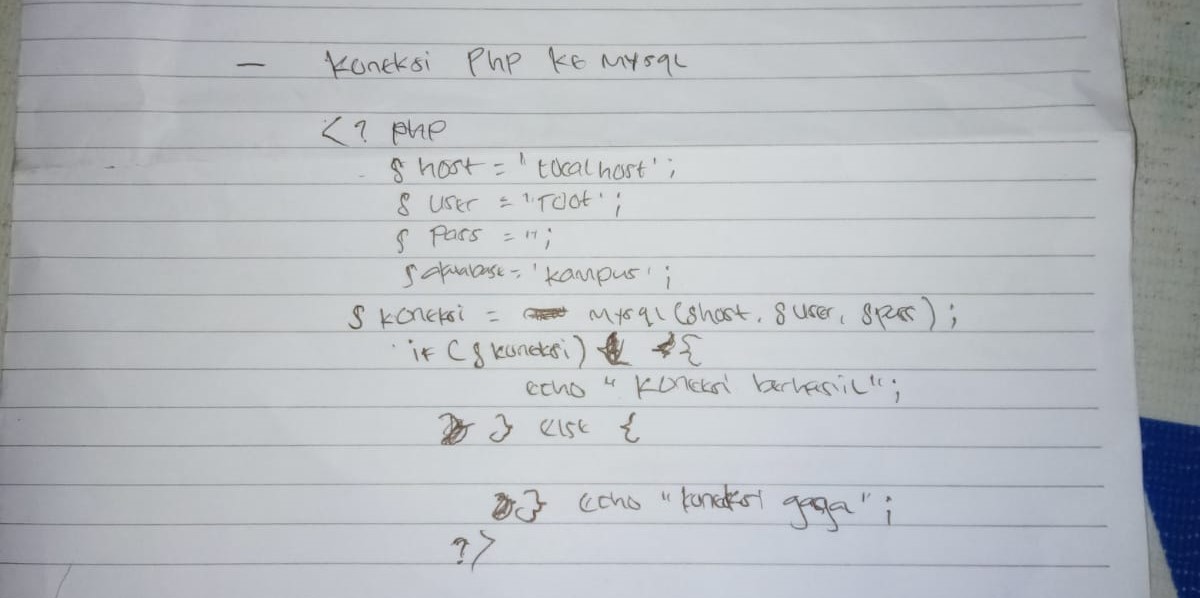 - Koneksi Php ke MYsqL
<? php
$ host = 'localhost';
$ user = 'root';
$ Pass = '';
$ database = 'kampus';
$ koneksi = MYsqL ($host, $user, $pass);
if ($ koneksi) {
echo "Koneksi berhasil";
} else {
} echo "koneksi gaga";
?>